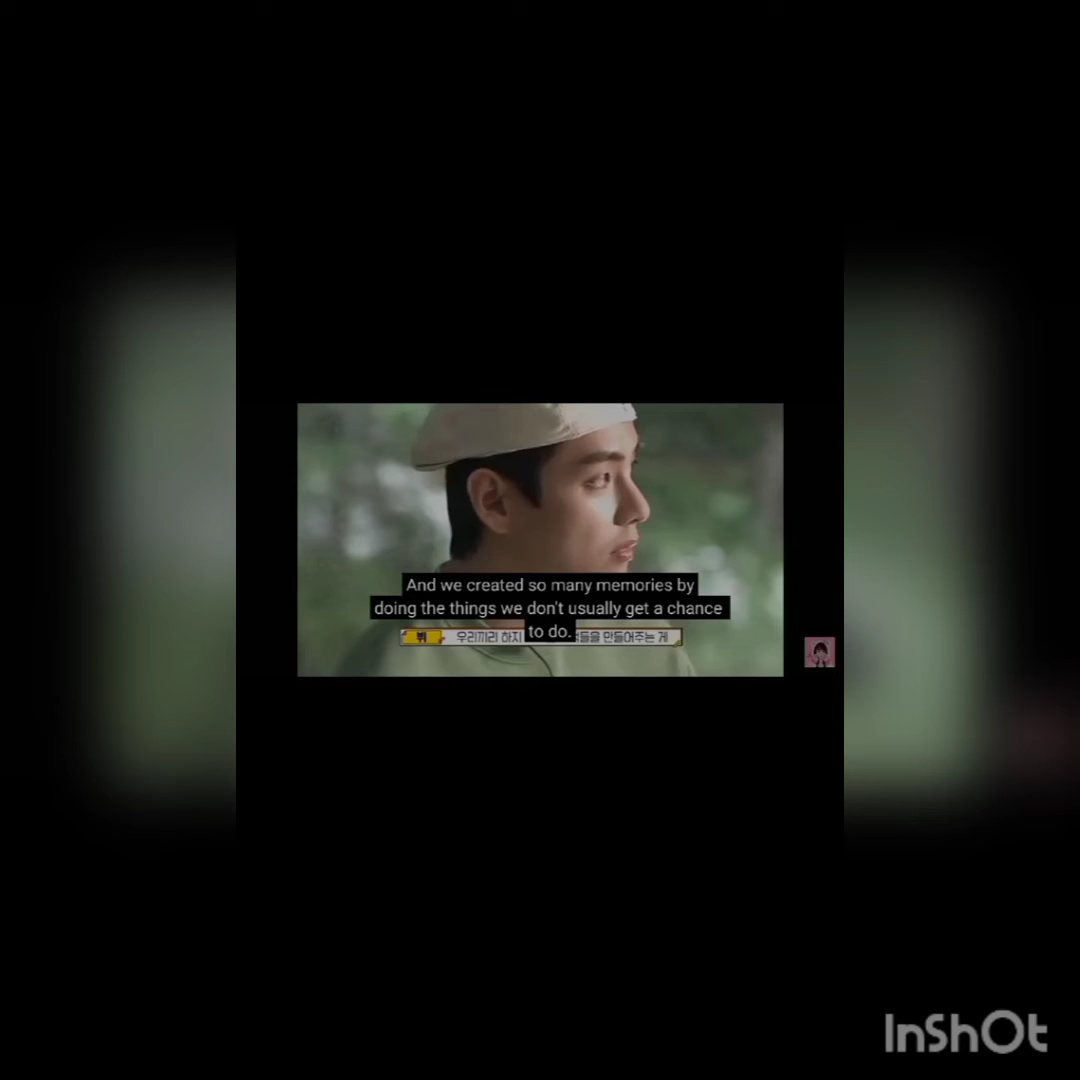 And we created so many memories by
doing the things we don't usually get a chance
to do.
뷔 우리끼리 하지 들을 만들어주는 게
InShOt